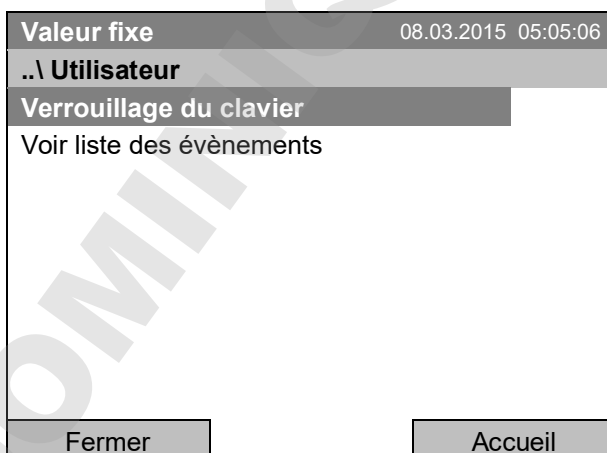 Valeur fixe 08.03.2015 05:05:06
..\ Utilisateur
Verrouillage du clavier
Voir liste des évènements
Fermer Accueil